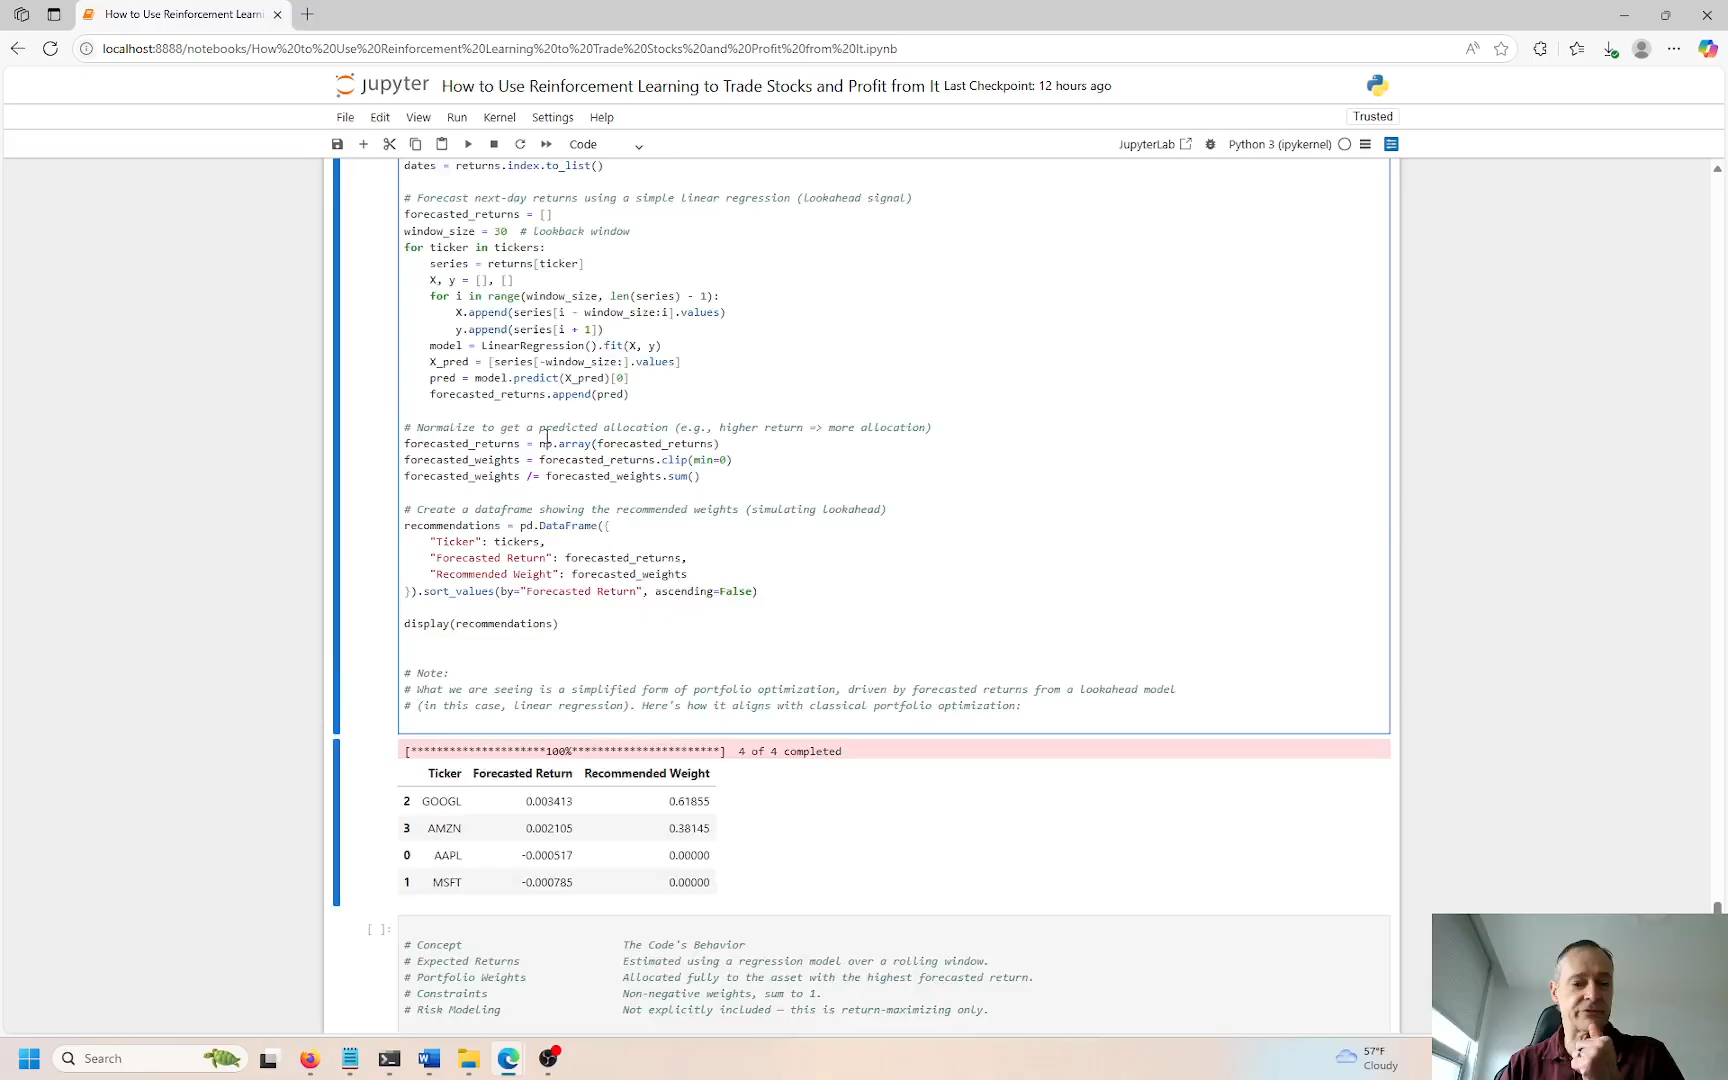 How to Use Reinforcement Learni
localhost:8888/notebooks/How%20to%20Use%20Reinforcement%20Learning%20to%20Trade%20Stocks%20and%20Profit%20from%20It.ipynb
jupyter How to Use Reinforcement Learning to Trade Stocks and Profit from It Last Checkpoint: 12 hours ago
File Edit View Run Kernel Settings Help
Trusted
Code
JupyterLab
Python 3 (ipykernel)
dates = returns.index.to_list()
# Forecast next-day returns using a simple linear regression (lookahead signal)
forecasted_returns = []
window_size = 30 # lookback window
for ticker in tickers:
series = returns[ticker]
X, y = [], []
for i in range(window_size, len(series) - 1):
X.append(series[i - window_size:i].values)
y.append(series[i + 1])
model = LinearRegression().fit(X, y)
X_pred = [series[-window_size:].values]
pred = model.predict(X_pred)[0]
forecasted_returns.append(pred)
# Normalize to get a predicted allocation (e.g., higher return => more allocation)
forecasted_returns = np.array(forecasted_returns)
forecasted_weights = forecasted_returns.clip(min=0)
forecasted_weights /= forecasted_weights.sum()
# Create a dataframe showing the recommended weights (simulating lookahead)
recommendations = pd.DataFrame({
"Ticker": tickers,
"Forecasted Return": forecasted_returns,
"Recommended Weight": forecasted_weights
}).sort_values(by="Forecasted Return", ascending=False)
display(recommendations)
# Note:
# What we are seeing is a simplified form of portfolio optimization, driven by forecasted returns from a lookahead model
# (in this case, linear regression). Here's how it aligns with classical portfolio optimization:
[*********************100%***********************] 4 of 4 completed
Ticker Forecasted Return Recommended Weight
2 GOOGL 0.003413 0.61855
3 AMZN 0.002105 0.38145
0 AAPL -0.000517 0.00000
1 MSFT -0.000785 0.00000
[ ]:
# Concept The Code's Behavior
# Expected Returns Estimated using a regression model over a rolling window.
# Portfolio Weights Allocated fully to the asset with the highest forecasted return.
# Constraints Non-negative weights, sum to 1.
# Risk Modeling Not explicitly included — this is return-maximizing only.
Search
57°F
Cloudy